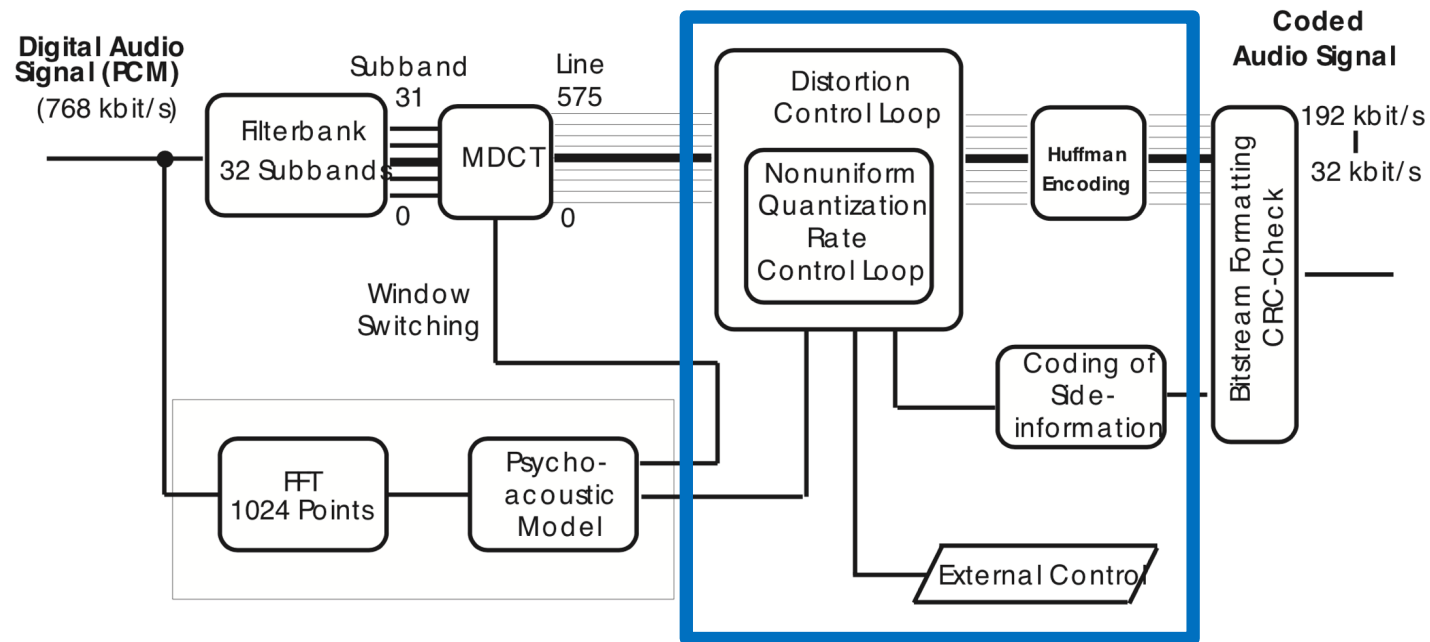 Digital Audio
Signal (PCM)
(768 kbit/s)
Filterbank
32 Subbands
Subband
31
0
MDCT
Line
575
0
Window
Switching
FFT
1024 Points
Psycho-
acoustic
Model
Distortion
Control Loop
Nonuniform
Quantization
Rate
Control Loop
Huffman
Encoding
Coding of
Side-
information
External Control
Bitstream Formatting
CRC-Check
Coded
Audio Signal
192 kbit/s
32 kbit/s